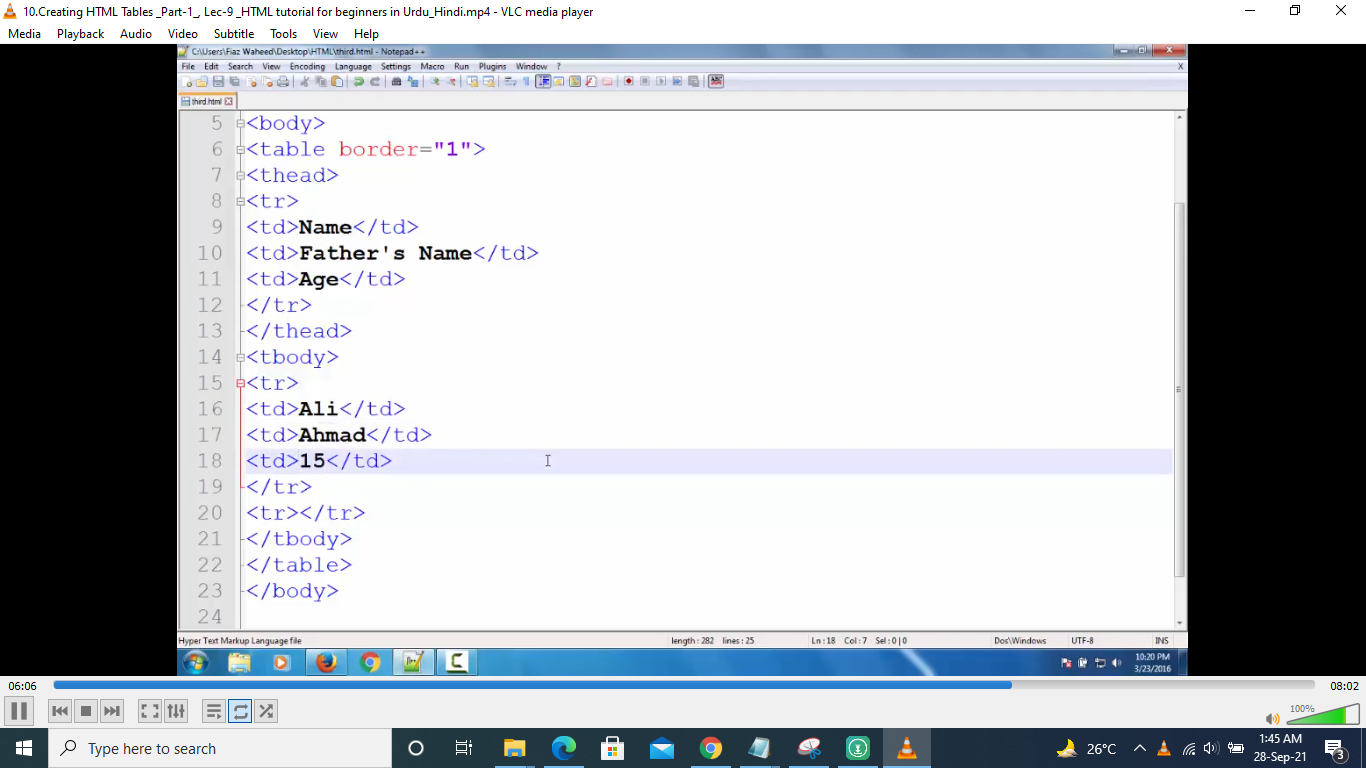 10.Creating HTML Tables _Part-1_, Lec-9 _HTML tutorial for beginners in Urdu_Hindi.mp4 - VLC media player
Media Playback Audio Video Subtitle Tools View Help
C:\Users\Fiaz Waheed\Desktop\HTML\third.html - Notepad++
File Edit Search View Encoding Language Settings Macro Run Plugins Window ? X
third.html
5 <body>
6 <table border="1">
7 <thead>
8 <tr>
9 <td>Name</td>
10 <td>Father's Name</td>
11 <td>Age</td>
12 </tr>
13 </thead>
14 <tbody>
15 <tr>
16 <td>Ali</td>
17 <td>Ahmad</td>
18 <td>15</td>
19 </tr>
20 <tr></tr>
21 </tbody>
22 </table>
23 </body>
24
Hyper Text Markup Language file length : 282 lines : 25 Ln : 18 Col : 7 Sel : 0 | 0 Dos\Windows UTF-8 INS
10:20 PM
3/23/2016
06:06 08:02
100%
Type here to search 26°C 1:45 AM
28-Sep-21 3